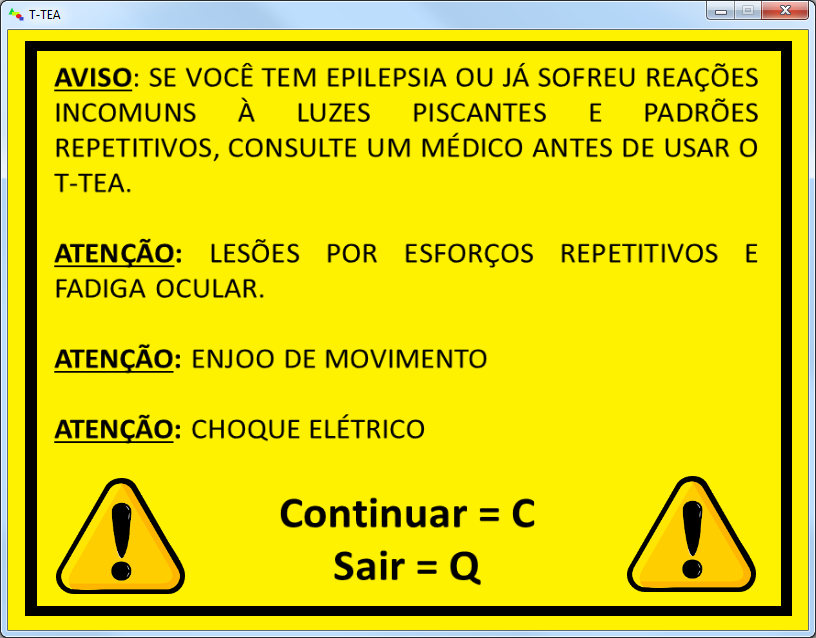 T-TEA
AVISO: SE VOCÊ TEM EPILEPSIA OU JÁ SOFREU REAÇÕES
INCOMUNS À LUZES PISCANTES E PADRÕES
REPETITIVOS, CONSULTE UM MÉDICO ANTES DE USAR O
T-TEA.
ATENÇÃO: LESÕES POR ESFORÇOS REPETITIVOS E
FADIGA OCULAR.
ATENÇÃO: ENJOO DE MOVIMENTO
ATENÇÃO: CHOQUE ELÉTRICO
Continuar = C
Sair = Q